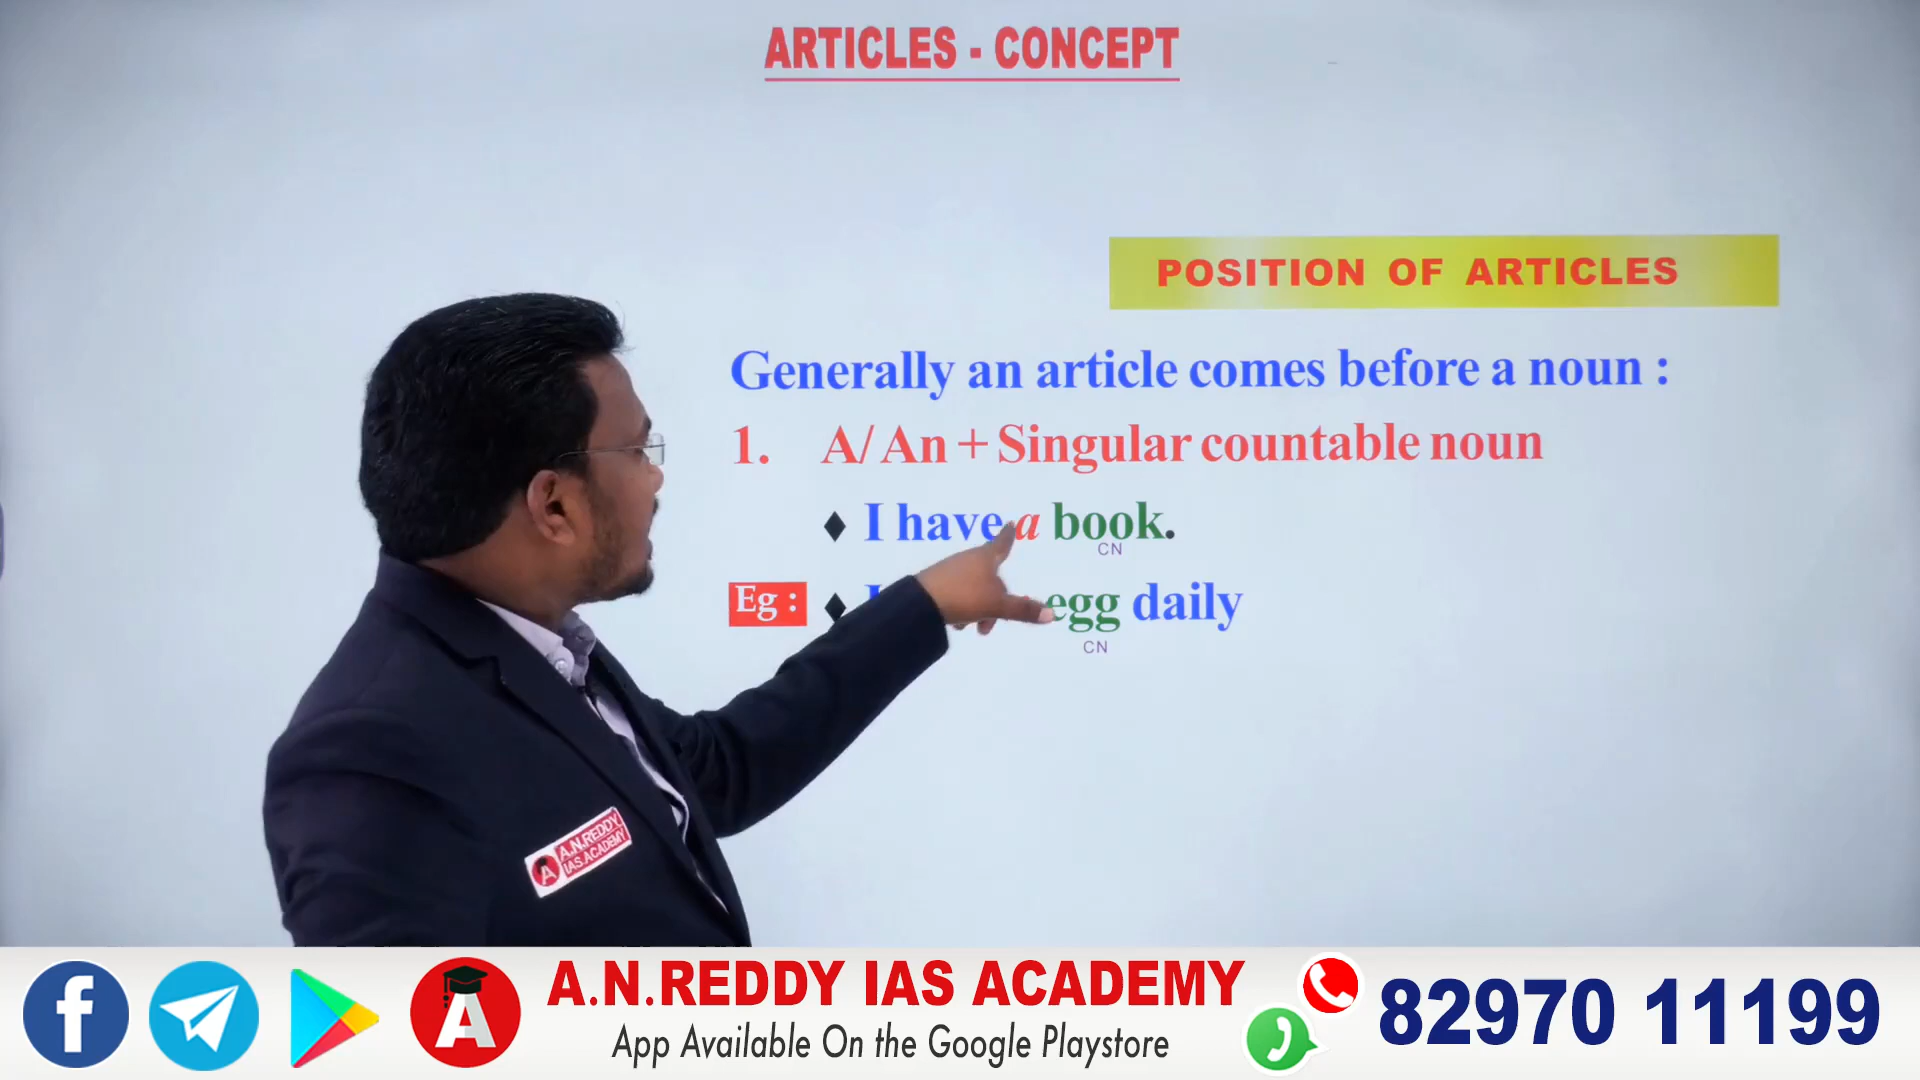 ARTICLES - CONCEPT
POSITION OF ARTICLES
Generally an article comes before a noun :
1. A/ An + Singular countable noun
♦ I have a book.
CN
Eg : ♦ egg daily
CN
A.N.REDDY
IAS ACADEMY
A.N.REDDY IAS ACADEMY
App Available On the Google Playstore
82970 11199